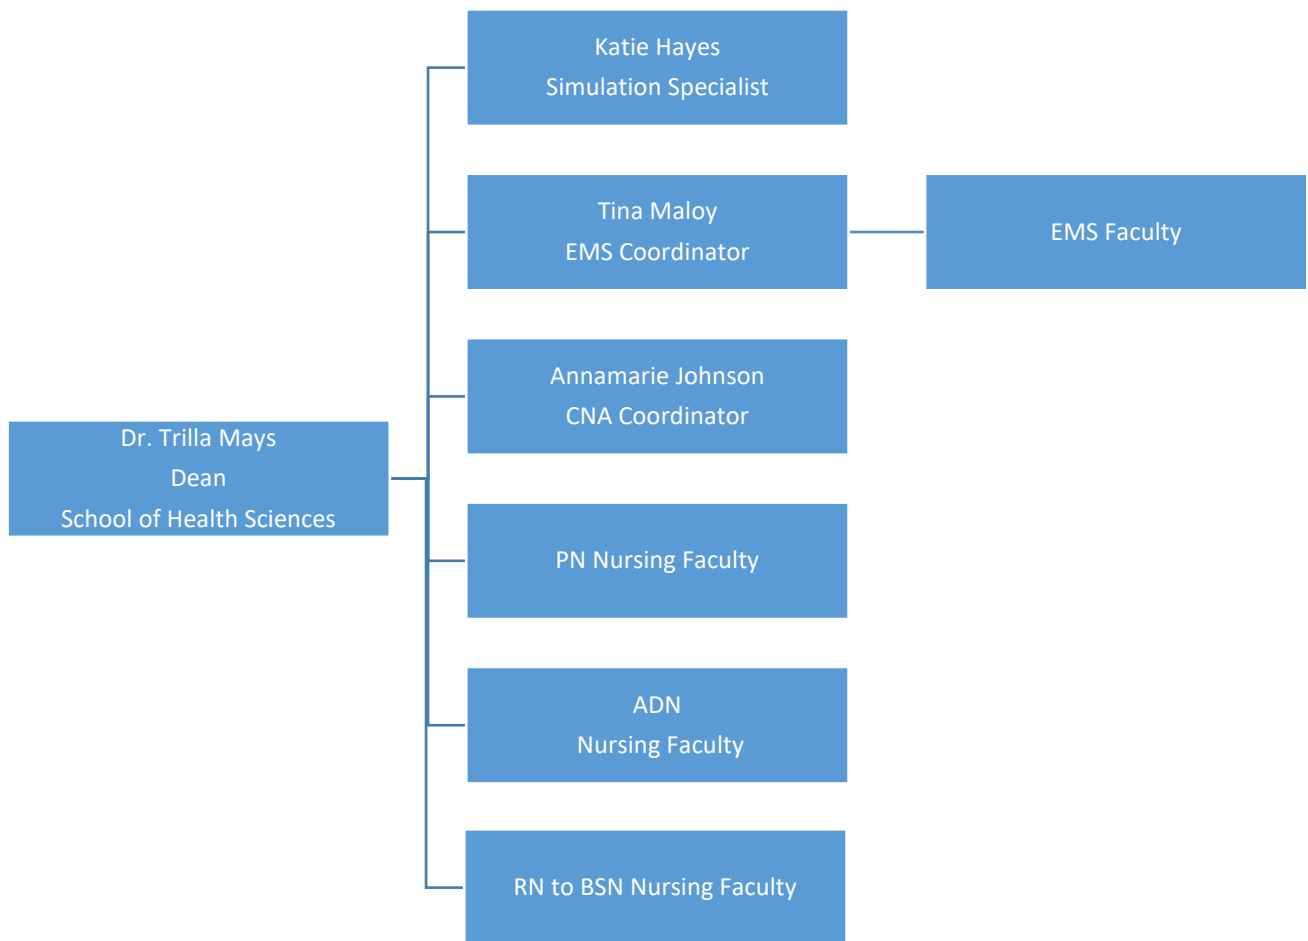 Katie Hayes
Simulation Specialist
Tina Maloy
EMS Coordinator
EMS Faculty
Annamarie Johnson
CNA Coordinator
Dr. Trilla Mays
Dean
School of Health Sciences
PN Nursing Faculty
ADN
Nursing Faculty
RN to BSN Nursing Faculty